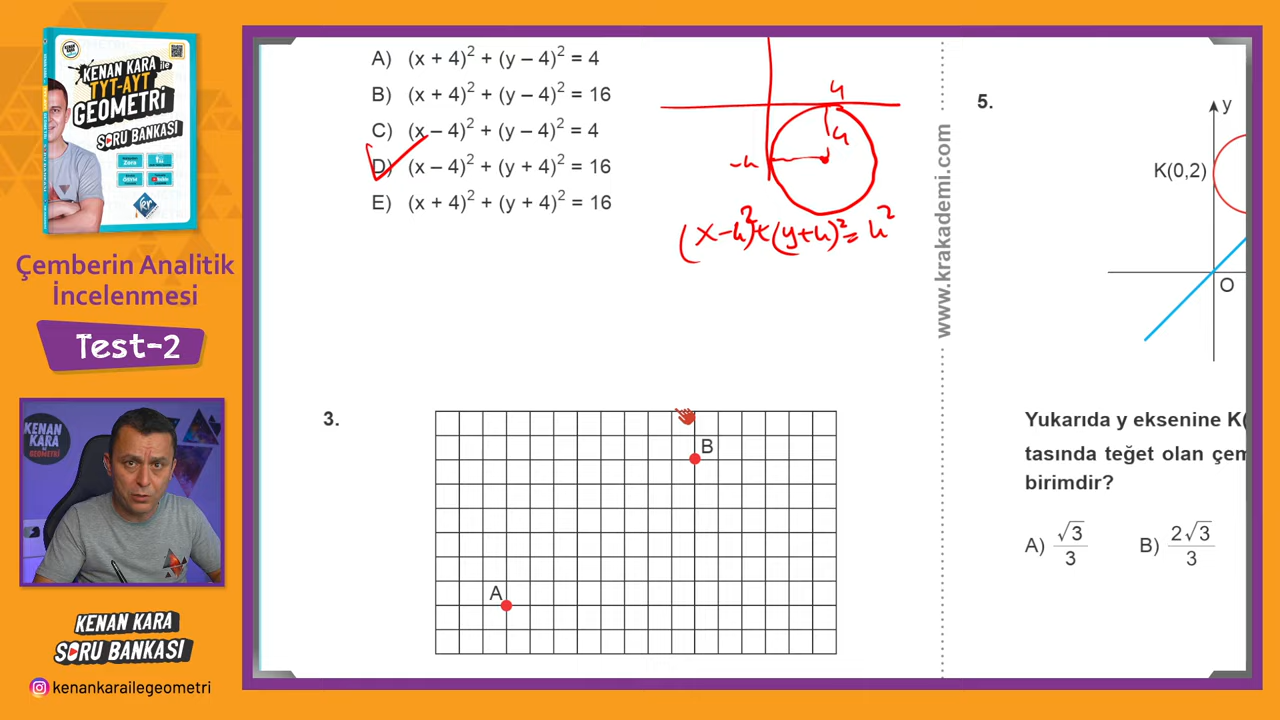 KENAN KARA ile
TYT-AYT
GEOMETRİ
SORU BANKASI
kr
Çemberin Analitik
İncelenmesi
Test-2
KENAN
KARA
GEOMETRİ
KENAN KARA
SORU BANKASI
kenankarailegeometri
A) (x + 4)² + (y – 4)² = 4
B) (x + 4)² + (y – 4)² = 16
C) (x – 4)² + (y – 4)² = 4
D) (x – 4)² + (y + 4)² = 16
E) (x + 4)² + (y + 4)² = 16
4
4
-4
(x-4)²+(y+4)²=4²
3.
B
A
www.krakademi.com
5.
y
K(0,2)
O
Yukarıda y eksenine K(
tasında teğet olan çem
birimdir?
A) √3/3 B) 2√3/3